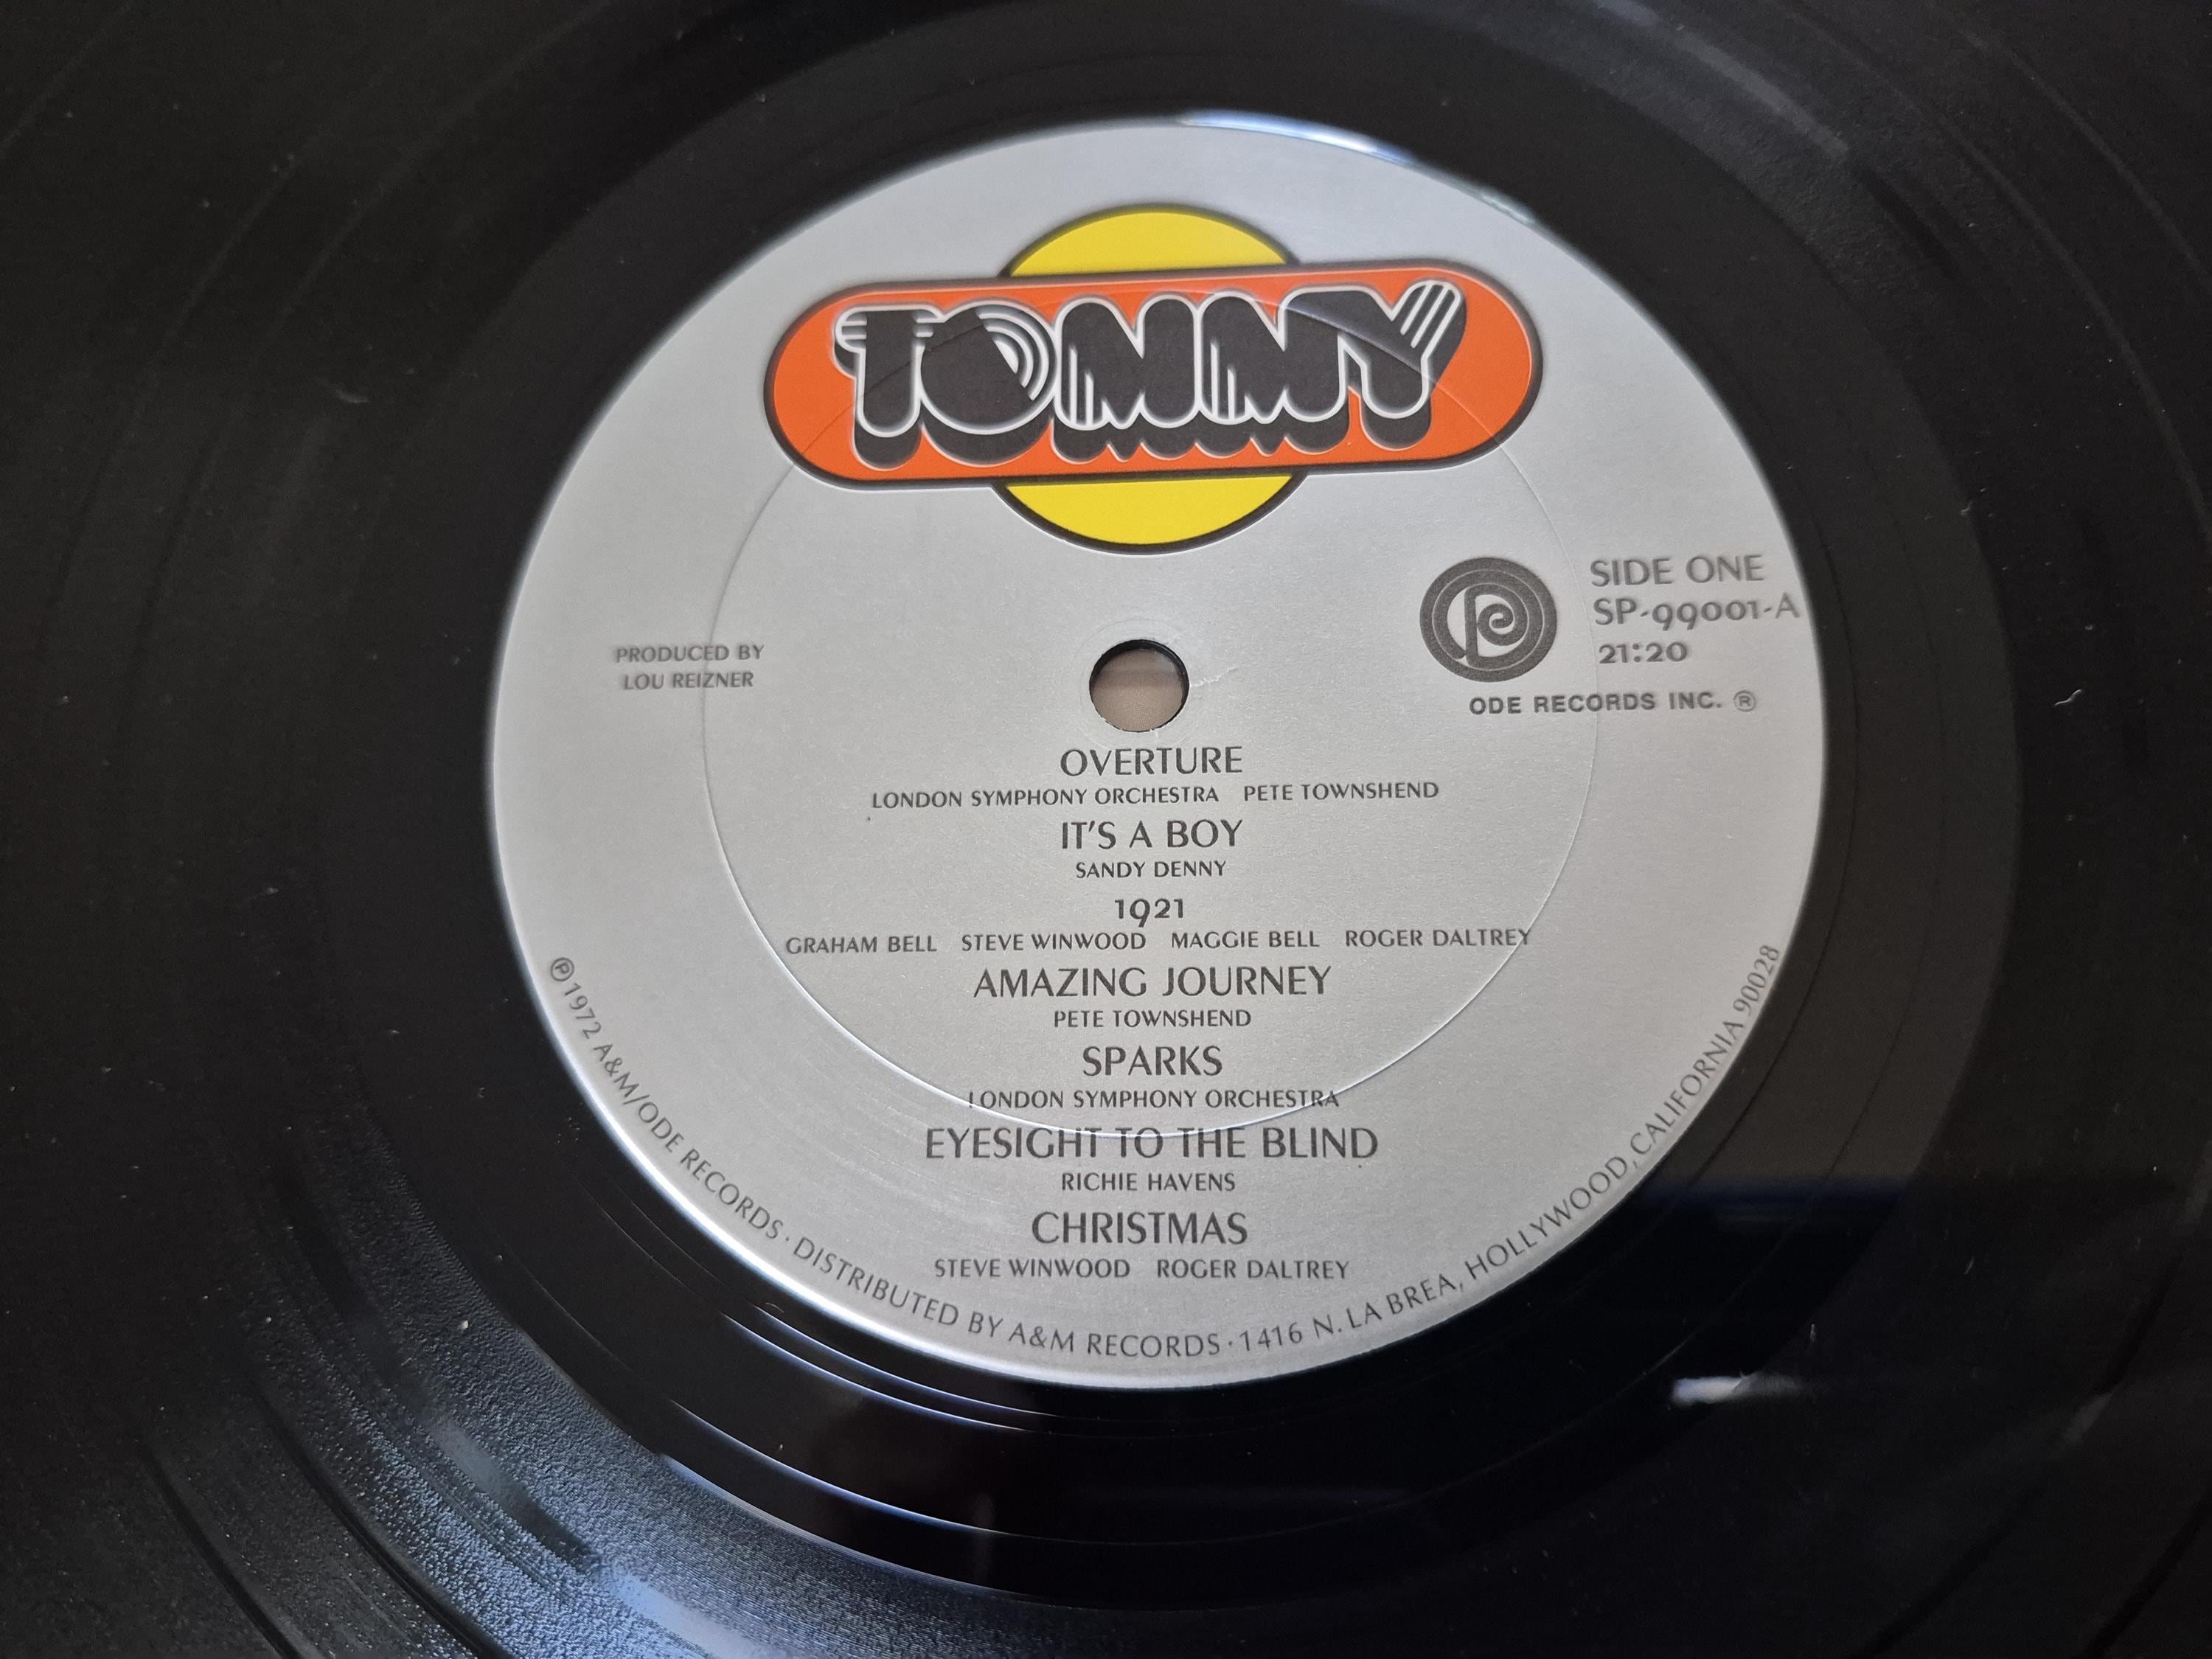 TOMMY
SIDE ONE
SP-99001-A
21:20
ODE RECORDS INC. ®
PRODUCED BY
LOU REIZNER
OVERTURE
LONDON SYMPHONY ORCHESTRA PETE TOWNSHEND
IT'S A BOY
SANDY DENNY
1921
GRAHAM BELL STEVE WINWOOD MAGGIE BELL ROGER DALTREY
AMAZING JOURNEY
PETE TOWNSHEND
SPARKS
LONDON SYMPHONY ORCHESTRA
EYESIGHT TO THE BLIND
RICHIE HAVENS
CHRISTMAS
STEVE WINWOOD ROGER DALTREY
℗1972 A&M/ODE RECORDS · DISTRIBUTED BY A&M RECORDS · 1416 N. LA BREA, HOLLYWOOD, CALIFORNIA 90028